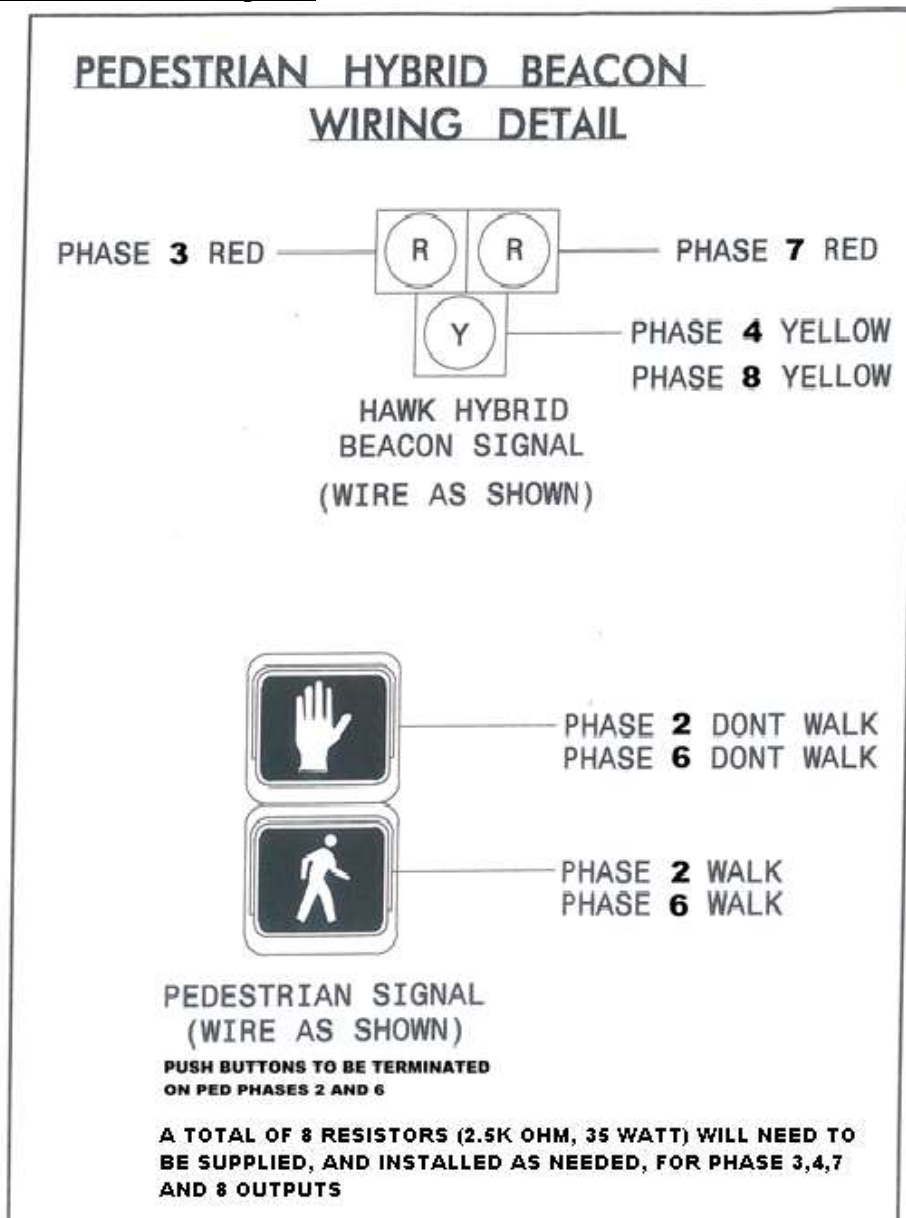 PEDESTRIAN HYBRID BEACON
WIRING DETAIL
PHASE 3 RED
R
R
PHASE 7 RED
Y
PHASE 4 YELLOW
PHASE 8 YELLOW
HAWK HYBRID
BEACON SIGNAL
(WIRE AS SHOWN)
PHASE 2 DONT WALK
PHASE 6 DONT WALK
PHASE 2 WALK
PHASE 6 WALK
PEDESTRIAN SIGNAL
(WIRE AS SHOWN)
PUSH BUTTONS TO BE TERMINATED
ON PED PHASES 2 AND 6
A TOTAL OF 8 RESISTORS (2.5K OHM, 35 WATT) WILL NEED TO
BE SUPPLIED, AND INSTALLED AS NEEDED, FOR PHASE 3,4,7
AND 8 OUTPUTS